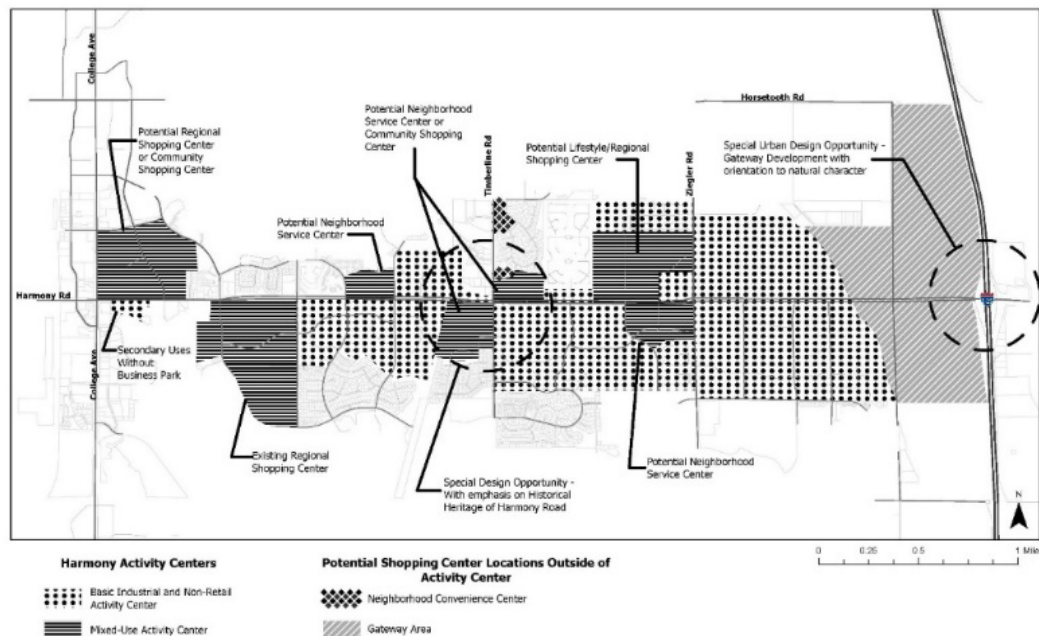 College Ave
Horsetooth Rd
Potential Regional
Shopping Center
or Community
Shopping Center
Potential Neighborhood
Service Center or
Community Shopping
Center
Timberline Rd
Potential Lifestyle/Regional
Shopping Center
Ziegler Rd
Special Urban Design Opportunity -
Gateway Development with
orientation to natural character
Potential Neighborhood
Service Center
Harmony Rd
Secondary Uses
Without
Business Park
College Ave
Existing Regional
Shopping Center
Special Design Opportunity -
With emphasis on Historical
Heritage of Harmony Road
Potential Neighborhood
Service Center
N
0 0.25 0.5 1 Mile
Harmony Activity Centers
Basic Industrial and Non-Retail
Activity Center
Mixed-Use Activity Center
Potential Shopping Center Locations Outside of
Activity Center
Neighborhood Convenience Center
Gateway Area